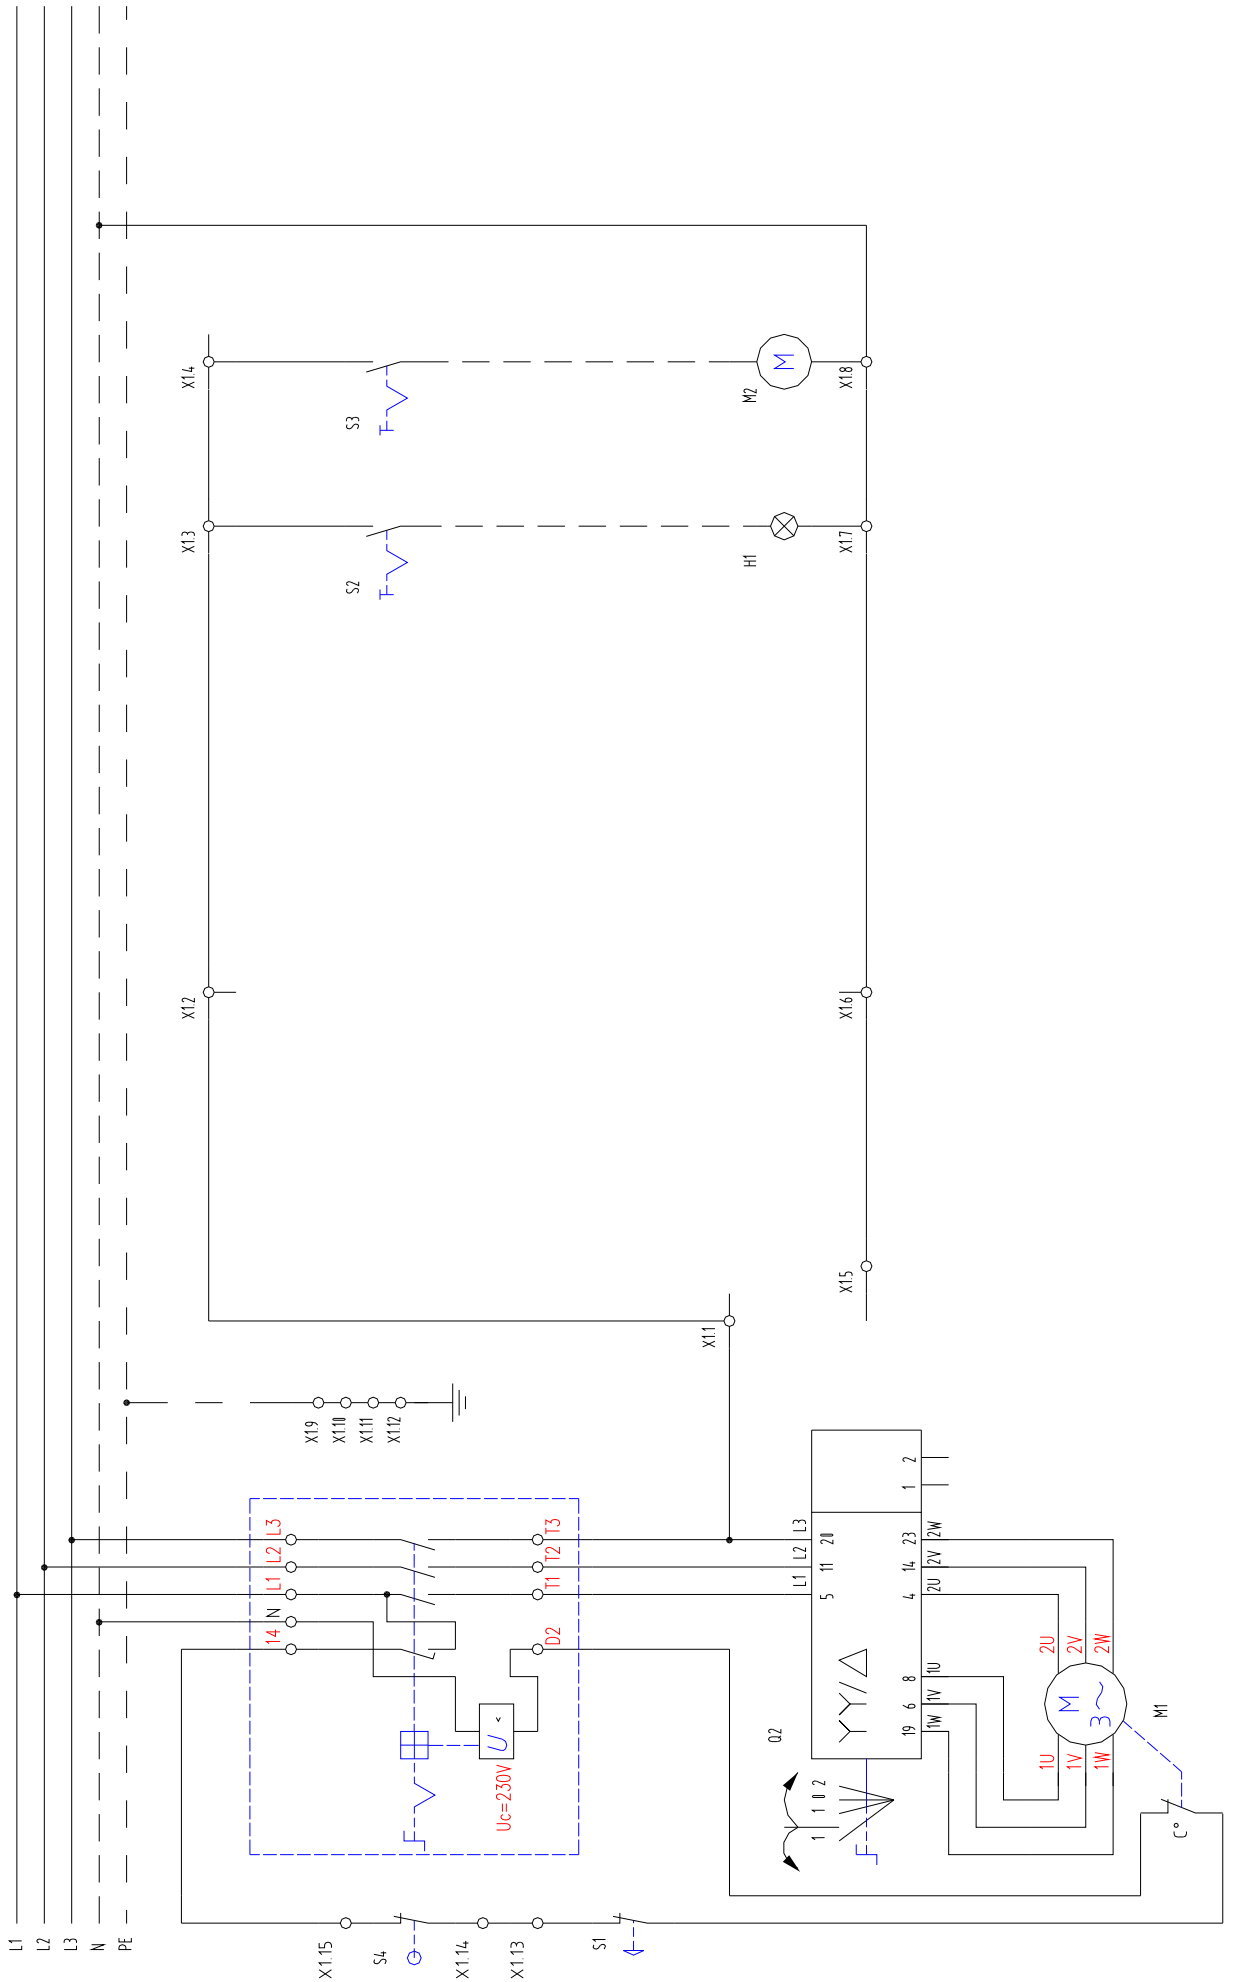 L1
L2
L3
N
PE
X1.15
S4
X1.14
X1.13
S1
14
N
L1
L2
L3
Uc=230V
U <
D2
T1
T2
T3
X1.9
X1.10
X1.11
X1.12
X1.1
X1.2
X1.3
X1.4
S2
S3
H1
M2
M
X1.5
X1.6
X1.7
X1.8
Q2
1 1 0 2
L1 L2 L3
5 11 20
19 6 8 4 14 23 1 2
1W 1V 1U 2U 2V 2W
1U 2U
1V 2V
1W 2W
M
3~
M1
C°